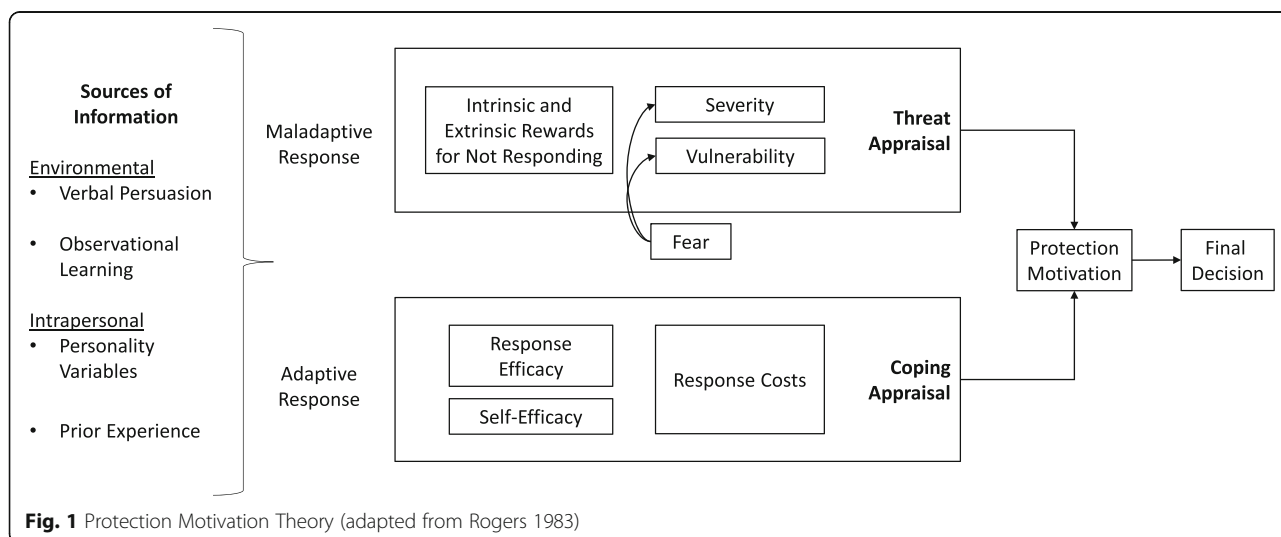 Sources of
Information
Environmental
• Verbal Persuasion
• Observational
Learning
Intrapersonal
• Personality
Variables
• Prior Experience
Maladaptive
Response
Intrinsic and
Extrinsic Rewards
for Not Responding
Severity
Vulnerability
Threat
Appraisal
Fear
Adaptive
Response
Response
Efficacy
Self-Efficacy
Response Costs
Coping
Appraisal
Protection
Motivation
Final
Decision
Fig. 1 Protection Motivation Theory (adapted from Rogers 1983)